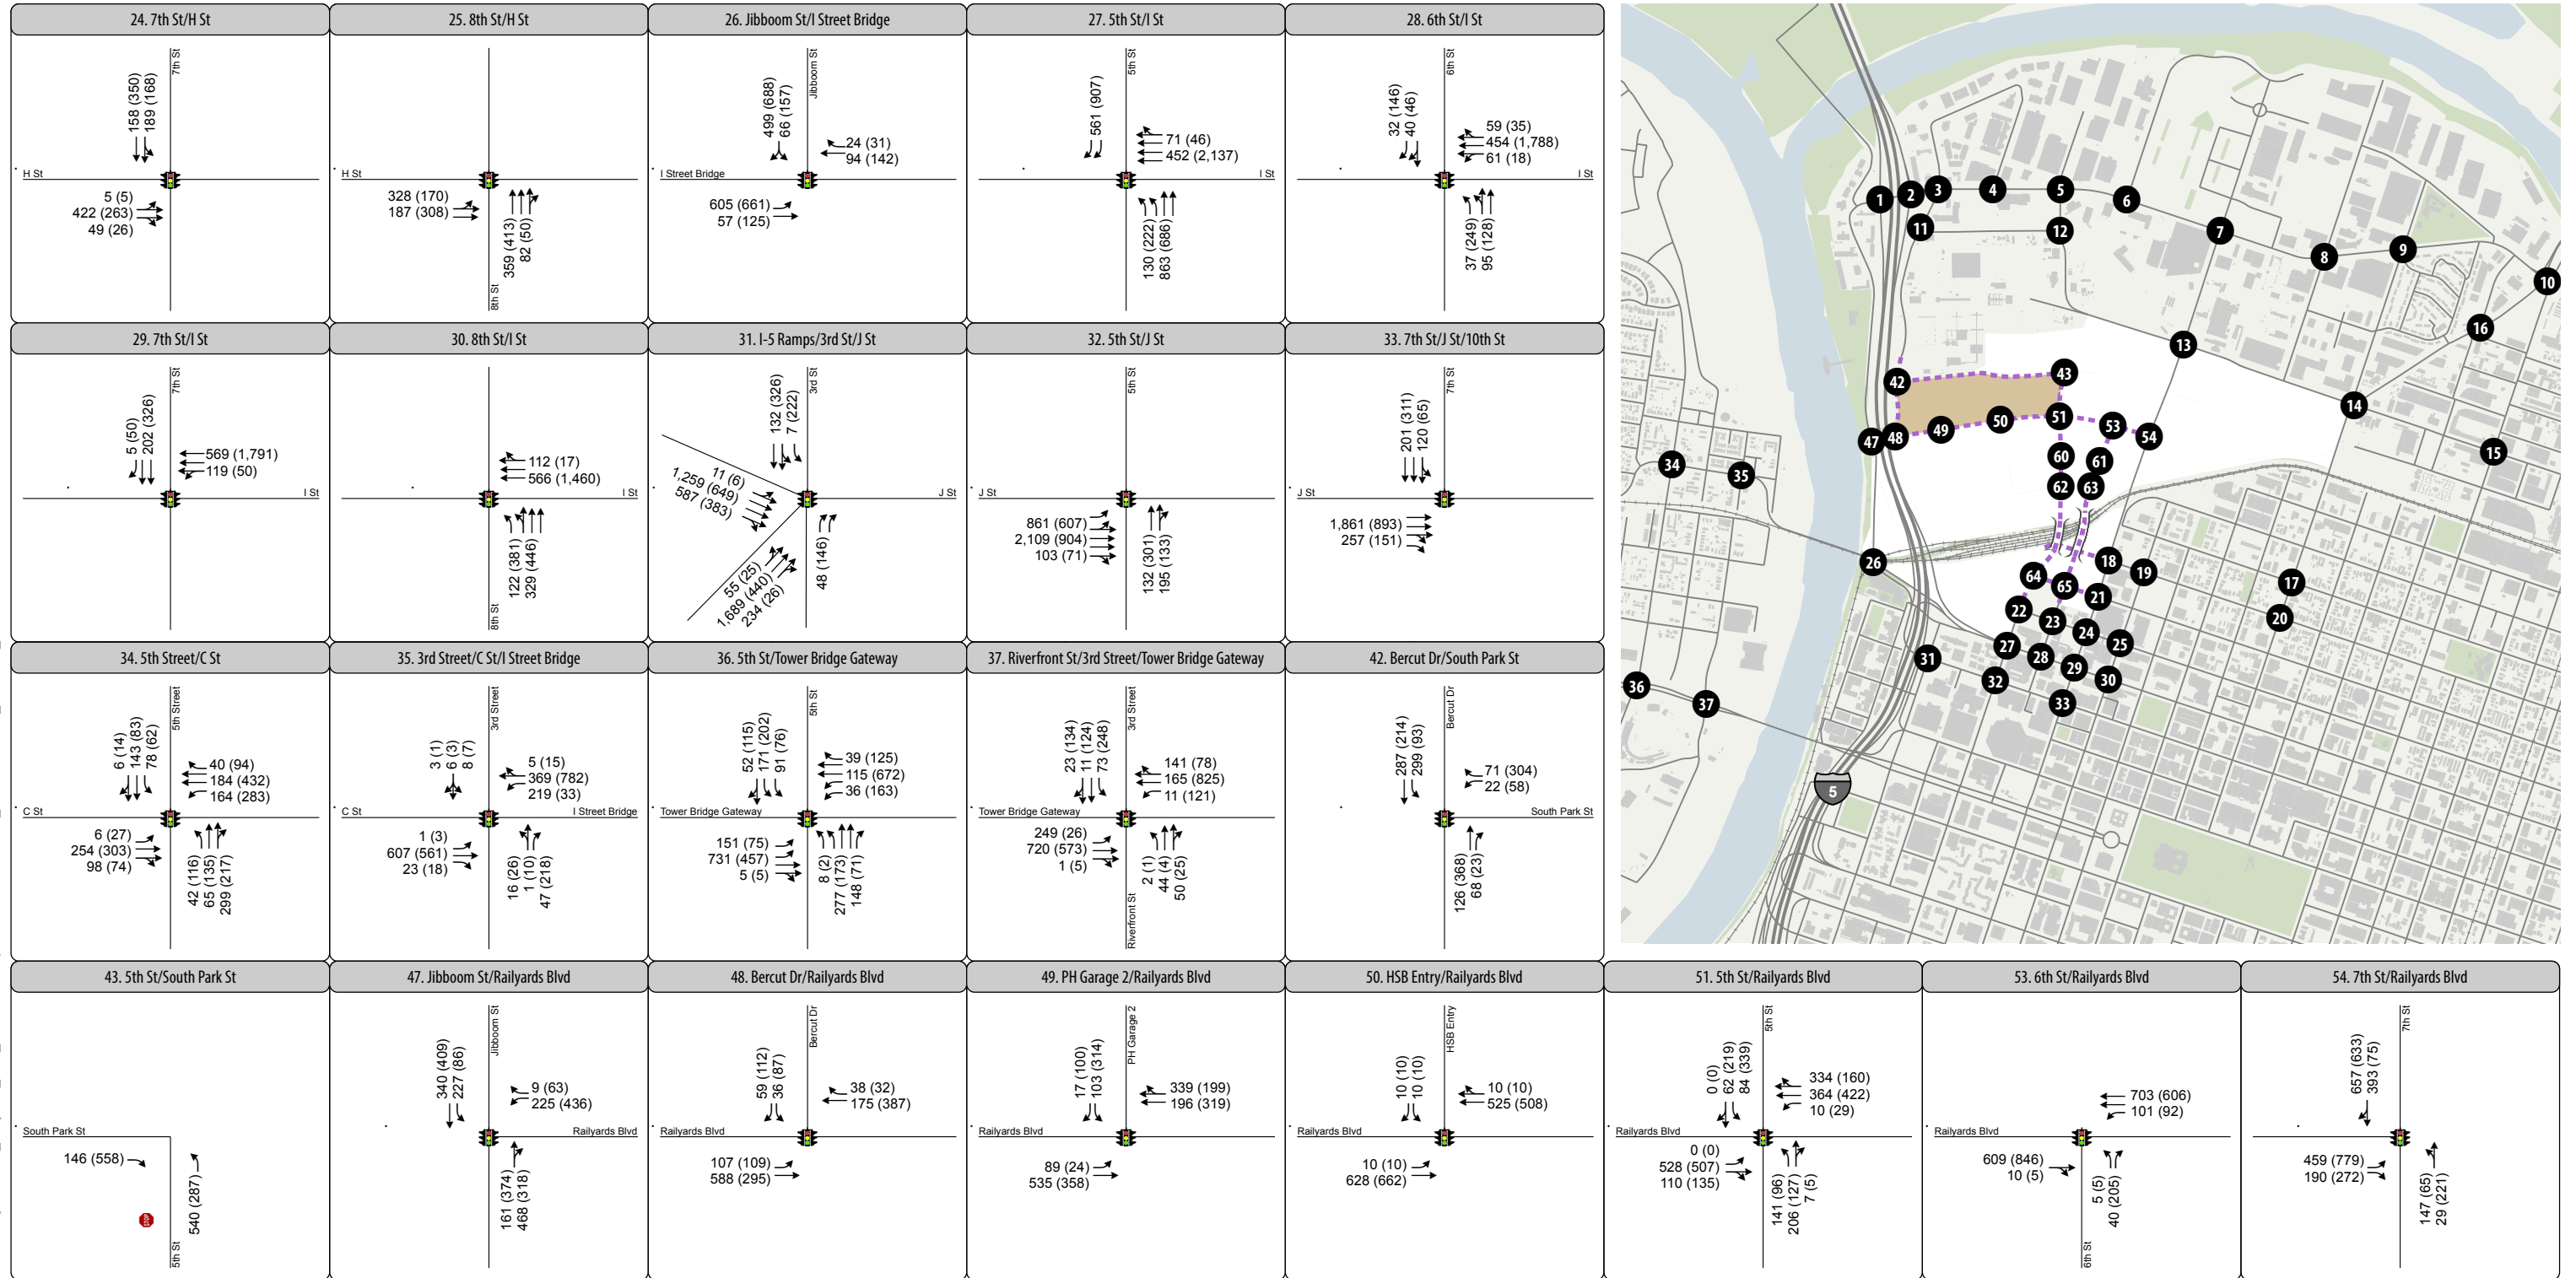 24. 7th St/H St
7th St
158 (350)
189 (168)
H St
5 (5)
422 (263)
49 (26)
25. 8th St/H St
H St
328 (170)
187 (308)
359 (413)
82 (50)
8th St
26. Jibboom St/I Street Bridge
Jibboom St
499 (688)
66 (157)
24 (31)
94 (142)
I Street Bridge
605 (661)
57 (125)
27. 5th St/I St
5th St
561 (907)
71 (46)
452 (2,137)
I St
130 (222)
863 (686)
28. 6th St/I St
6th St
32 (146)
40 (46)
59 (35)
454 (1,788)
61 (18)
I St
37 (249)
95 (128)
29. 7th St/I St
7th St
5 (50)
202 (326)
569 (1,791)
119 (50)
I St
30. 8th St/I St
112 (17)
566 (1,460)
I St
122 (381)
329 (446)
8th St
31. I-5 Ramps/3rd St/J St
3rd St
132 (326)
7 (222)
11 (6)
1,259 (649)
587 (383)
J St
55 (25)
1,689 (440)
234 (26)
48 (146)
32. 5th St/J St
5th St
J St
861 (607)
2,109 (904)
103 (71)
132 (301)
195 (133)
33. 7th St/J St/10th St
7th St
201 (311)
120 (65)
J St
1,861 (893)
257 (151)
34. 5th Street/C St
5th Street
6 (14)
143 (83)
78 (62)
40 (94)
184 (432)
164 (283)
C St
6 (27)
254 (303)
98 (74)
42 (116)
65 (135)
299 (217)
35. 3rd Street/C St/I Street Bridge
3rd Street
3 (1)
6 (3)
8 (7)
5 (15)
369 (782)
219 (33)
C St
I Street Bridge
1 (3)
607 (561)
23 (18)
16 (26)
1 (10)
47 (218)
36. 5th St/Tower Bridge Gateway
5th St
52 (115)
171 (202)
91 (76)
39 (125)
115 (672)
36 (163)
Tower Bridge Gateway
151 (75)
731 (457)
5 (5)
8 (2)
277 (173)
148 (71)
37. Riverfront St/3rd Street/Tower Bridge Gateway
3rd Street
23 (134)
11 (124)
73 (248)
141 (78)
165 (825)
11 (121)
Tower Bridge Gateway
249 (26)
720 (573)
1 (5)
2 (1)
44 (4)
50 (25)
Riverfront St
42. Bercut Dr/South Park St
Bercut Dr
287 (214)
299 (93)
71 (304)
22 (58)
South Park St
126 (368)
68 (23)
43. 5th St/South Park St
South Park St
146 (558)
STOP
540 (287)
5th St
47. Jibboom St/Railyards Blvd
Jibboom St
340 (409)
227 (86)
9 (63)
225 (436)
Railyards Blvd
161 (374)
468 (318)
48. Bercut Dr/Railyards Blvd
Bercut Dr
59 (112)
36 (87)
38 (32)
175 (387)
Railyards Blvd
107 (109)
588 (295)
49. PH Garage 2/Railyards Blvd
PH Garage 2
17 (100)
103 (314)
339 (199)
196 (319)
Railyards Blvd
89 (24)
535 (358)
50. HSB Entry/Railyards Blvd
HSB Entry
10 (10)
10 (10)
10 (10)
525 (508)
Railyards Blvd
10 (10)
628 (662)
51. 5th St/Railyards Blvd
5th St
0 (0)
62 (219)
84 (339)
334 (160)
364 (422)
10 (29)
Railyards Blvd
0 (0)
528 (507)
110 (135)
141 (96)
206 (127)
7 (5)
53. 6th St/Railyards Blvd
703 (606)
101 (92)
Railyards Blvd
609 (846)
10 (5)
5 (5)
40 (205)
6th St
54. 7th St/Railyards Blvd
7th St
657 (633)
393 (75)
459 (779)
190 (272)
147 (65)
29 (221)
1
2
3
4
5
6
11
12
7
8
9
10
16
13
42
43
14
51
50
49
53
54
47
48
15
60
61
34
35
62
63
26
18
19
64
65
21
17
22
23
20
24
25
27
28
31
29
32
30
36
37
33
5